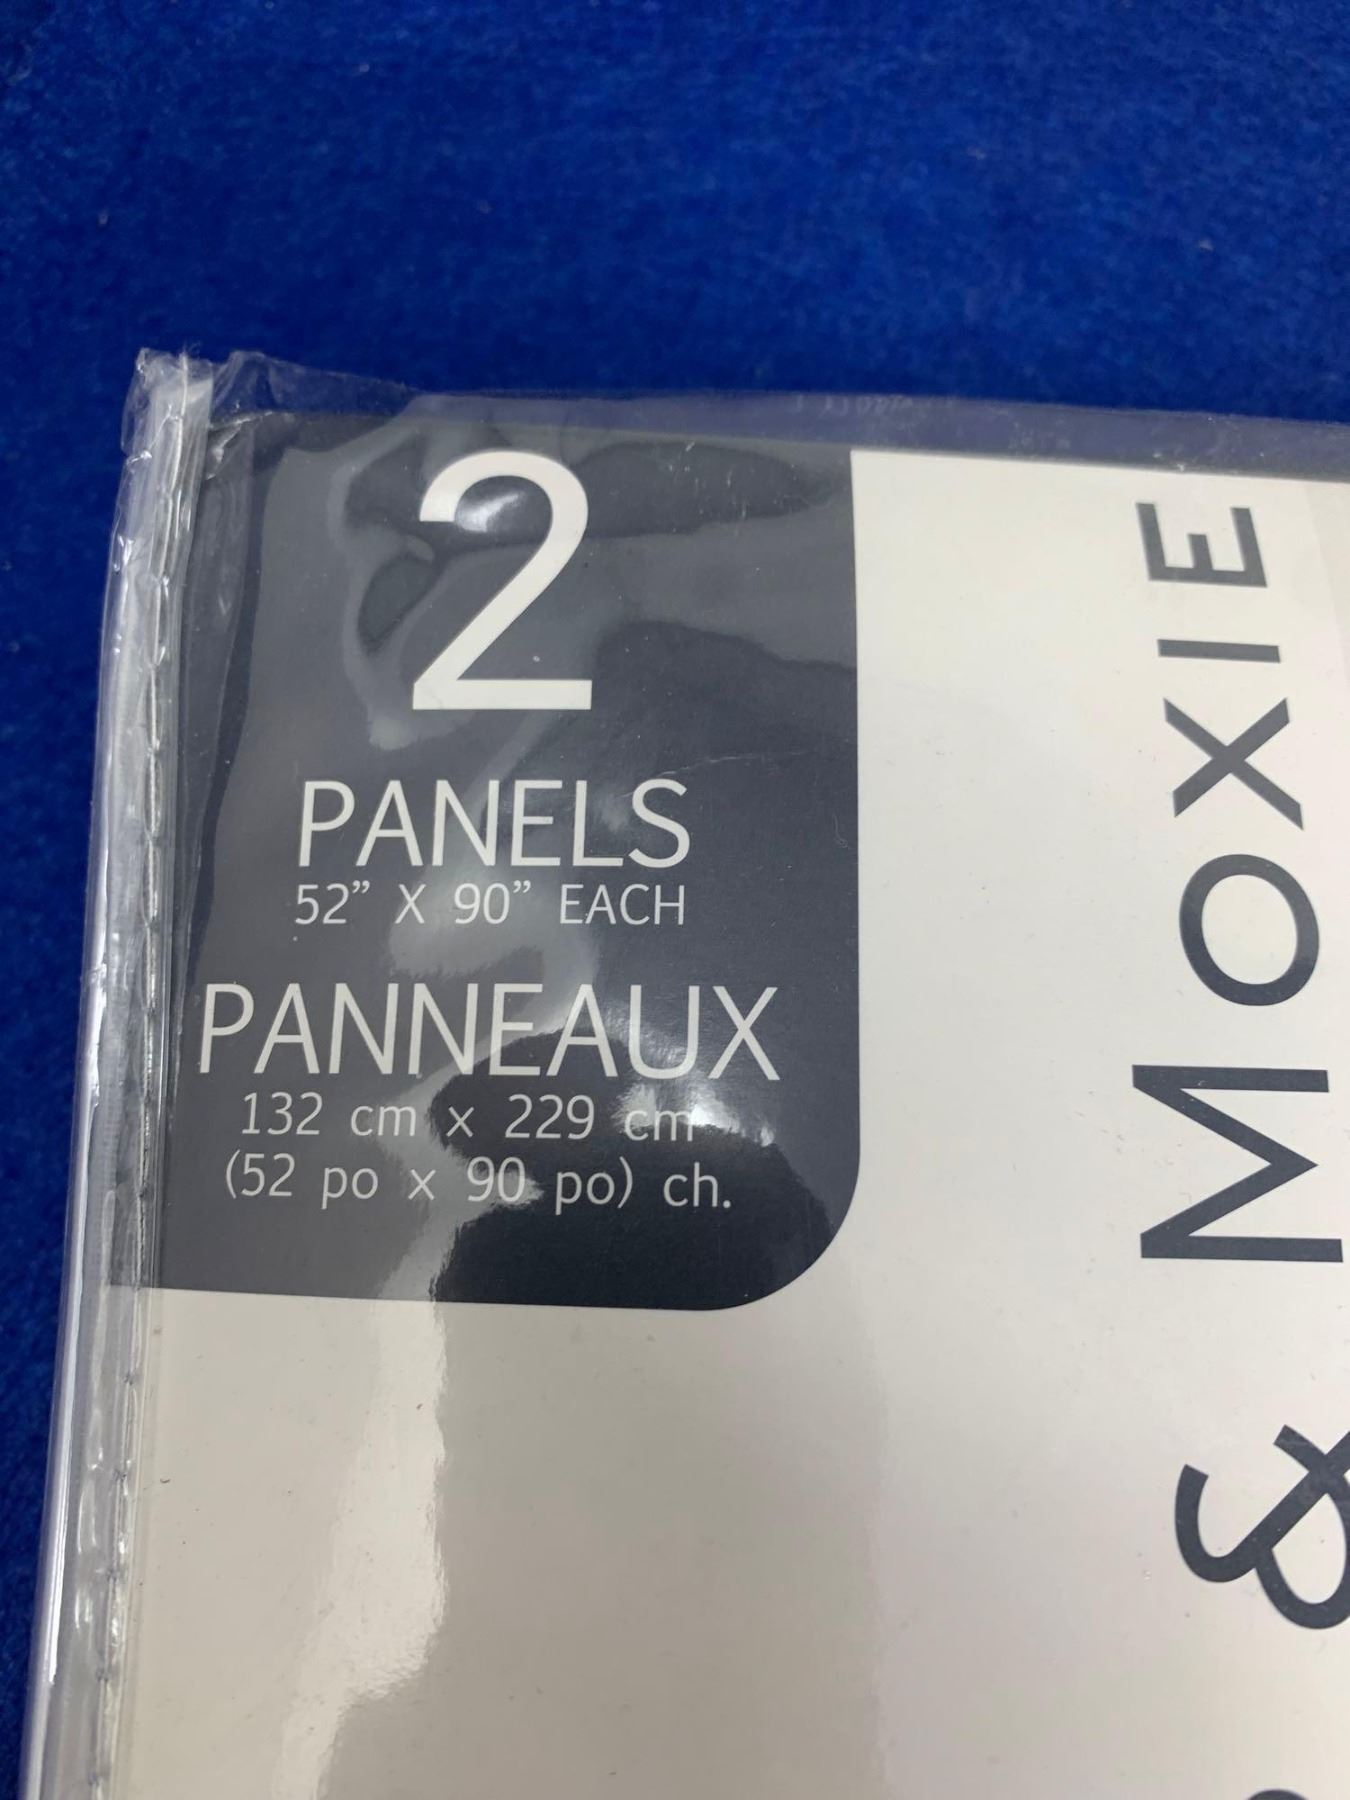 2
PANELS
52” X 90” EACH
PANNEAUX
132 cm x 229 cm
(52 po x 90 po) ch.
& MOXIE